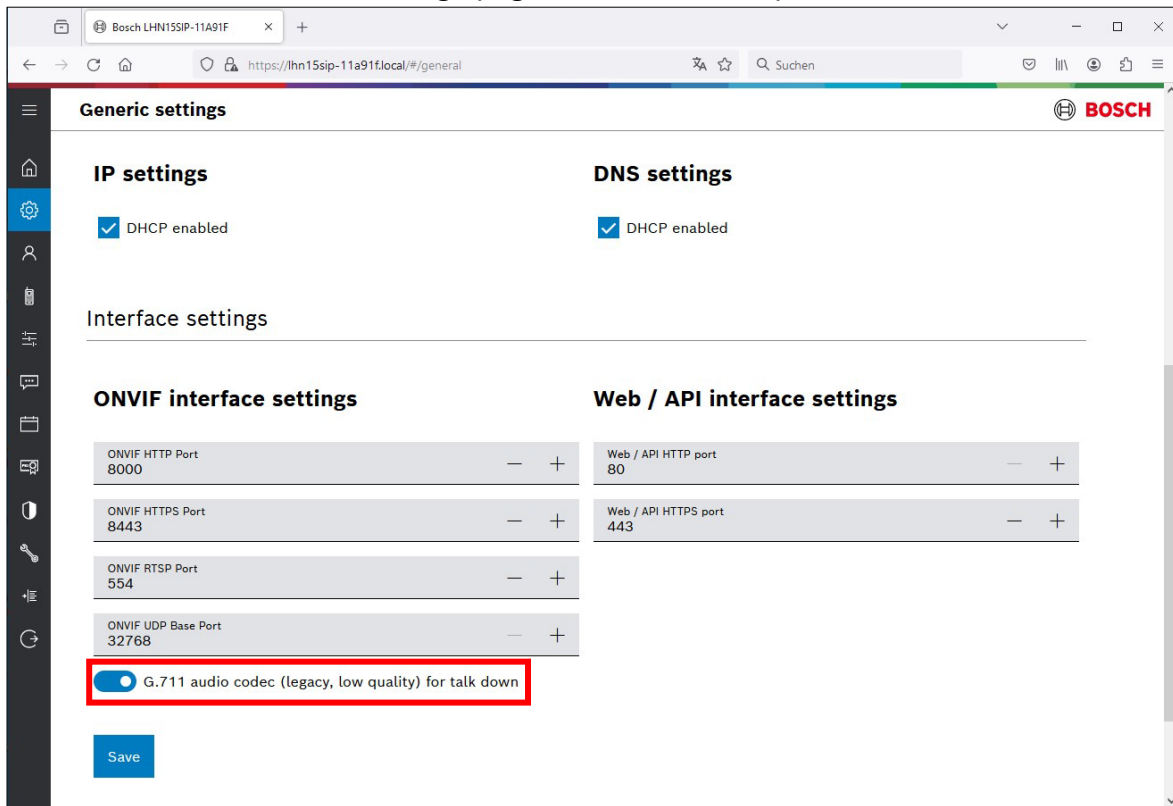 Bosch LHN15SIP-11A91F
https://lhn15sip-11a91f.local/#/general
Suchen
Generic settings
BOSCH
IP settings
DNS settings
DHCP enabled
DHCP enabled
Interface settings
ONVIF interface settings
Web / API interface settings
ONVIF HTTP Port
8000
Web / API HTTP port
80
ONVIF HTTPS Port
8443
Web / API HTTPS port
443
ONVIF RTSP Port
554
ONVIF UDP Base Port
32768
G.711 audio codec (legacy, low quality) for talk down
Save